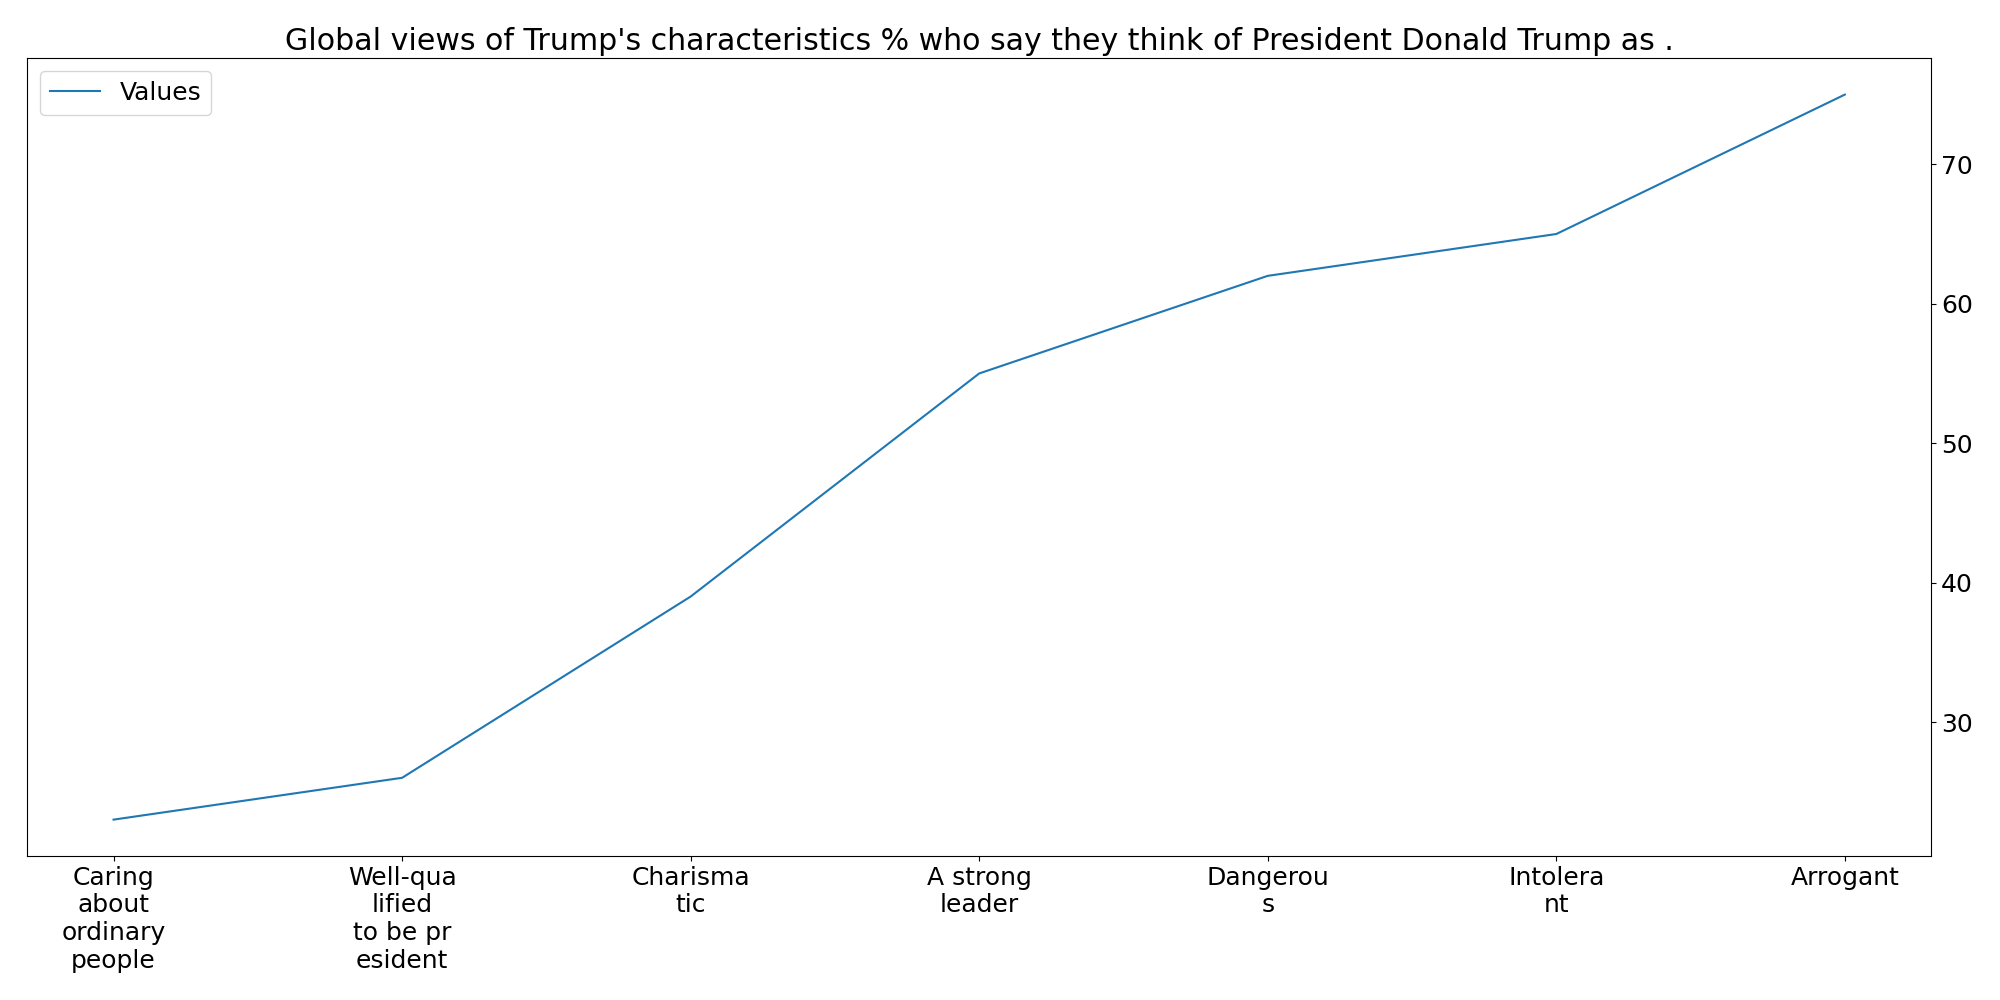 Global views of Trump's characteristics % who say they think of President Donald Trump as .
Values
70
60
50
40
30
Caring
about
ordinary
people
Well-qua
lified
to be pr
esident
Charisma
tic
A strong
leader
Dangerou
s
Intolera
nt
Arrogant